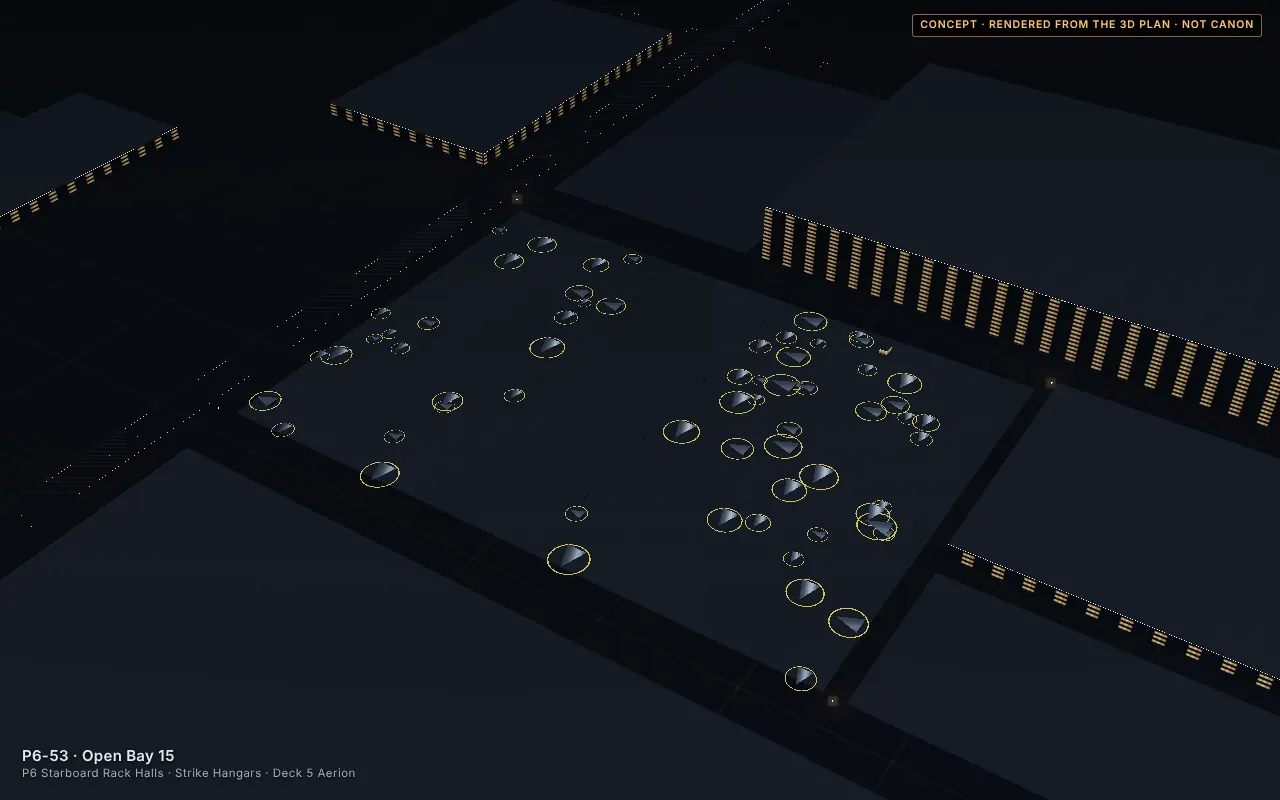 CONCEPT · RENDERED FROM THE 3D PLAN · NOT CANON
P6-53 · Open Bay 15
P6 Starboard Rack Halls · Strike Hangars · Deck 5 Aerion